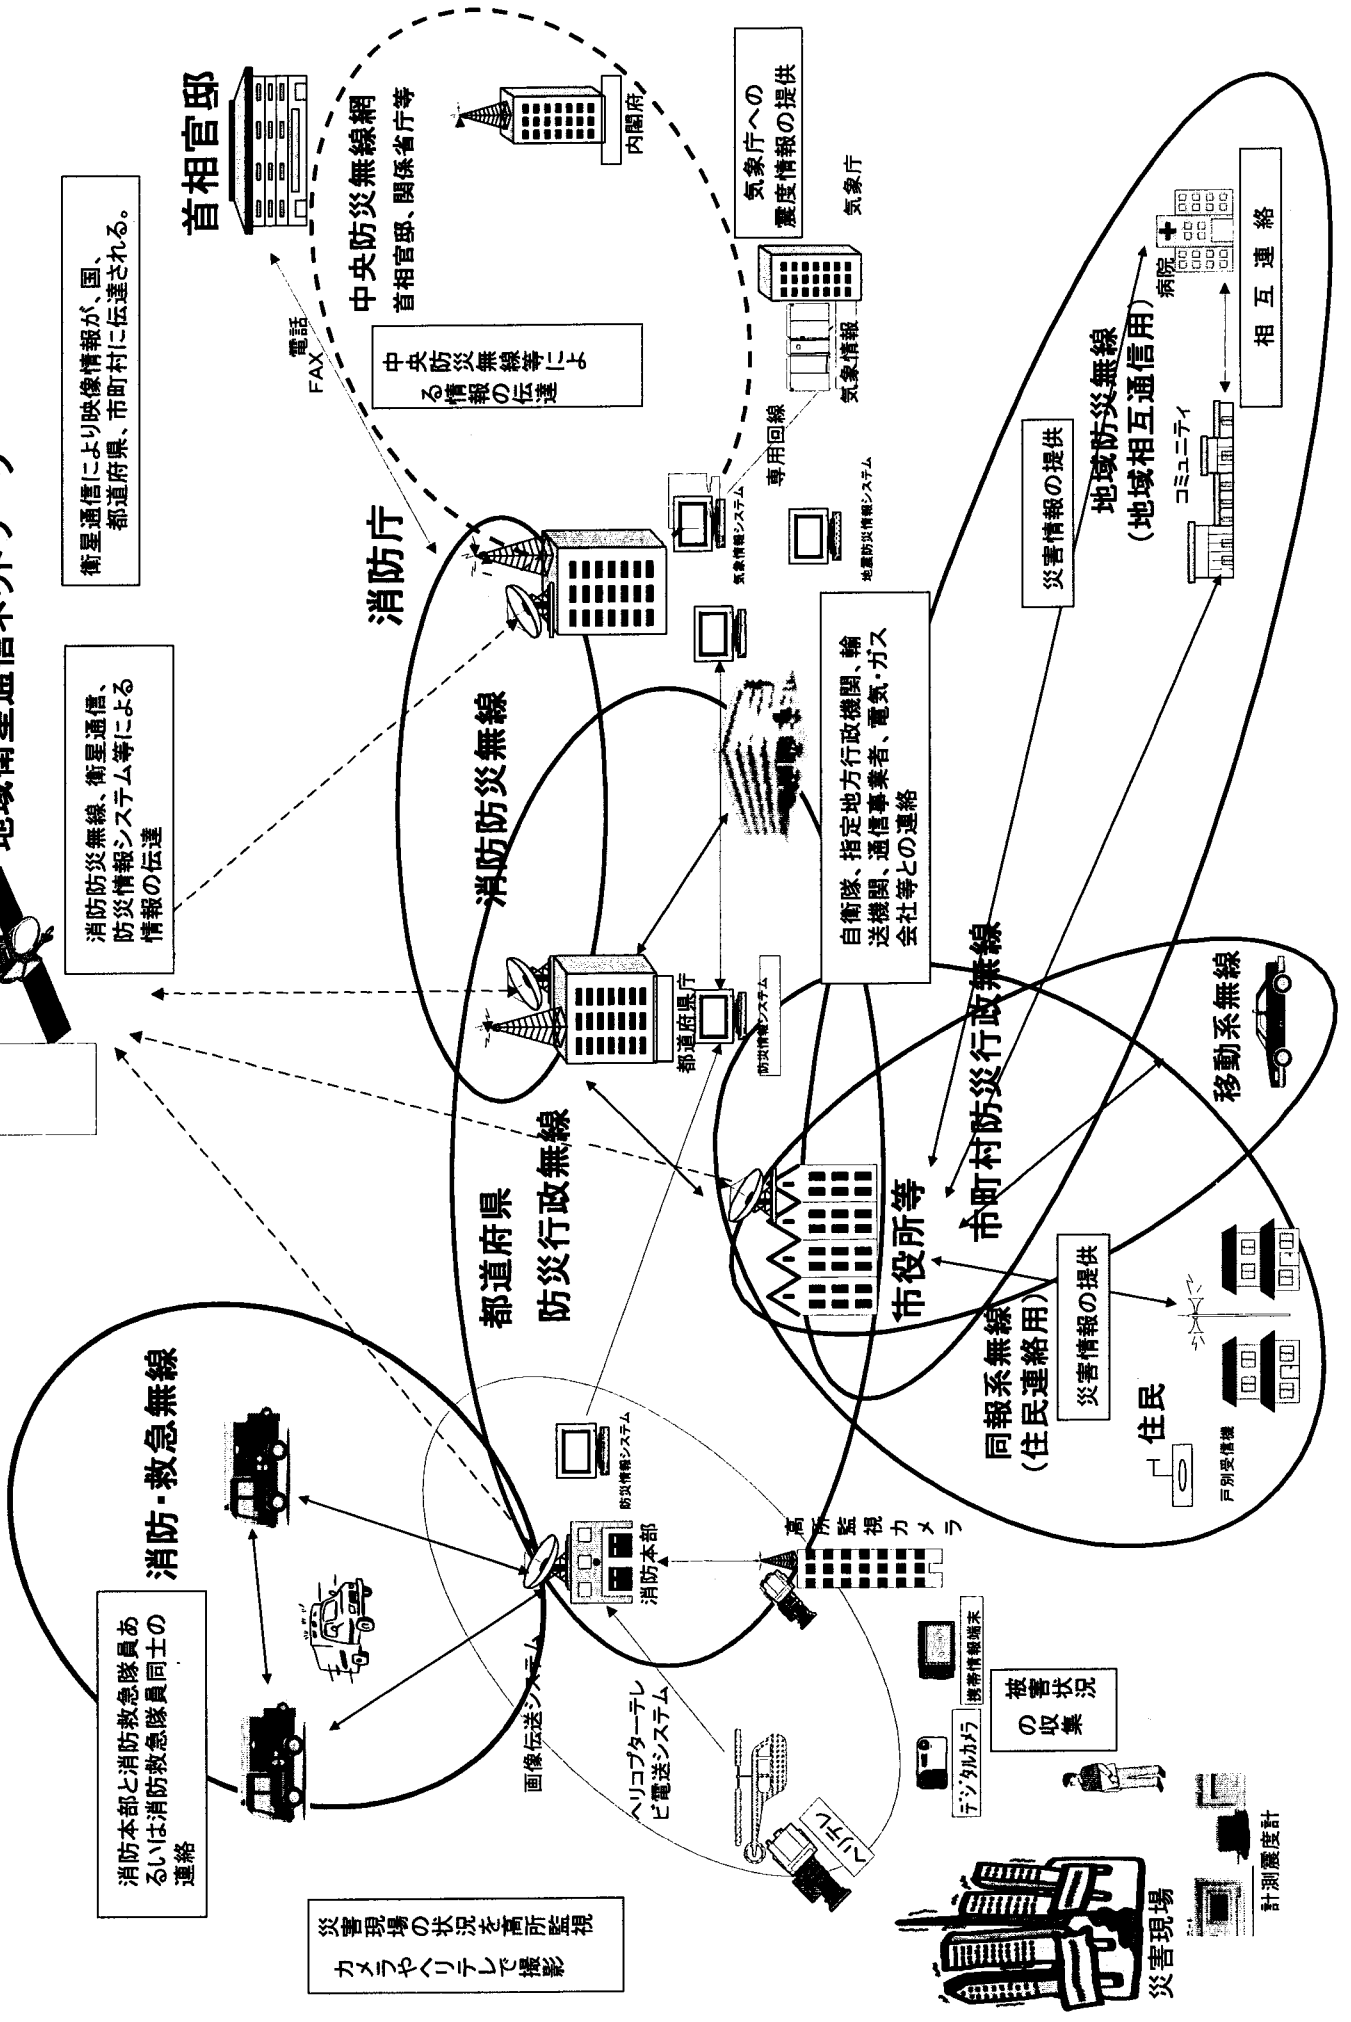 地域衛星通信ネットワーク
衛星通信により映像情報が、国、
都道府県、市町村に伝達される。
消防防災無線、衛星通信、
防災情報システム等による
情報の伝達
首相官邸
電話
FAX
中央防災無線網
首相官邸、関係省庁等
内閣府
中央防災無線等によ
る情報の伝達
気象庁への
震度情報の提供
気象庁
気象情報
専用回線
消防庁
気象情報システム
地震防災情報システム
消防防災無線
都道府県庁
防災情報システム
自衛隊、指定地方行政機関、輸
送機関、通信事業者、電気・ガス
会社等との連絡
都道府県
防災行政無線
消防・救急無線
消防本部と消防救急隊員あ
るいは消防救急隊員同士の
連絡
災害現場の状況を高所監視
カメラやヘリテレで撮影
画像伝送システム
消防本部
防災情報システム
ヘリコプターテレ
ビ電送システム
ヘリテレ
高所監視カメラ
携帯情報端末
デジタルカメラ
被害状況
の収集
災害現場
計測震度計
市役所等
市町村防災行政無線
同報系無線
(住民連絡用)
災害情報の提供
住民
戸別受信機
移動系無線
災害情報の提供
地域防災無線
(地域相互通信用)
病院
コミュニティ
相互連絡